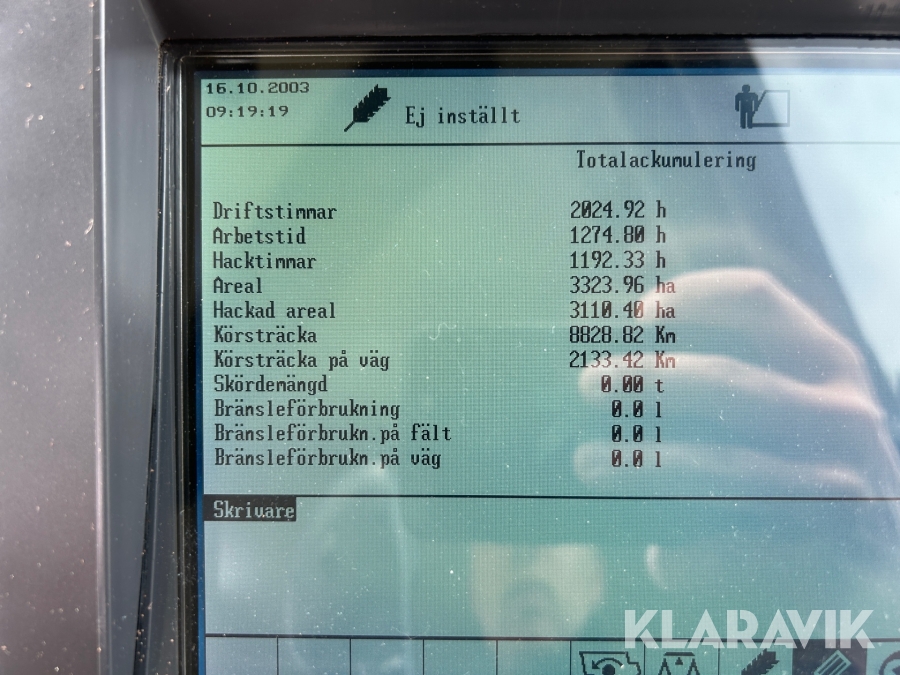 16.10.2003
09:19:19
Ej inställt
Totalackumulering
Driftstimmar 2024.92 h
Arbetstid 1274.80 h
Hacktimmar 1192.33 h
Areal 3323.96 ha
Hackad areal 3110.40 ha
Körsträcka 8828.82 Km
Körsträcka på väg 2133.42 Km
Skördemängd 0.00 t
Bränsleförbrukning 0.0 l
Bränsleförbrukn.på fält 0.0 l
Bränsleförbrukn.på väg 0.0 l
Skrivare
KLARAVIK